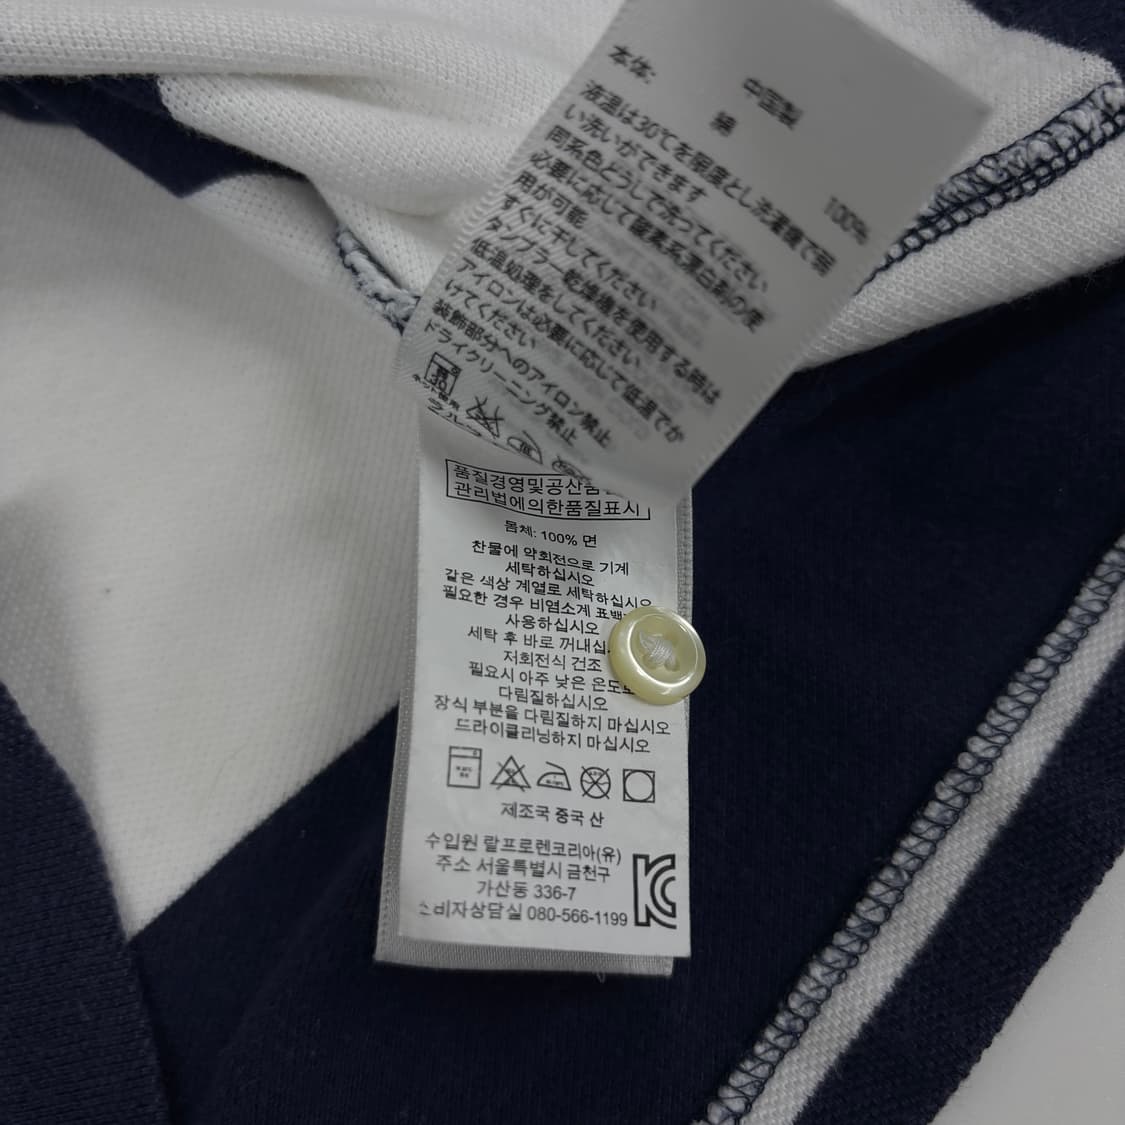 本体:
中国製
綿
100%
液温は30℃を限度とし洗濯機で弱
い洗いができます
同系色どうしで洗ってください
必要に応じて酸素系漂白剤の使
用が可能
すぐに干してください
タンブラー乾燥機を使用する時は
低温処理をしてください
アイロンは必要に応じて低温でか
けてください
装飾部分へのアイロン禁止
ドライクリーニング禁止
弱
30
低
품질경영및공산품
관리법에의한품질표시
몸체: 100% 면
찬물에 약회전으로 기계
세탁하십시오
같은 색상 계열로 세탁하십시오
필요한 경우 비염소계
사용하십시오
세탁 후 바로
저회전식 건조
필요시 아주 낮은
다림질하십시오
장식 부분을 다림질하지 마십시오
드라이클리닝하지 마십시오
제조국 중국 산
수입원 랄프로렌코리아(유)
주소 서울특별시 금천구
가산동 336-7
소비자상담실 080-566-1199